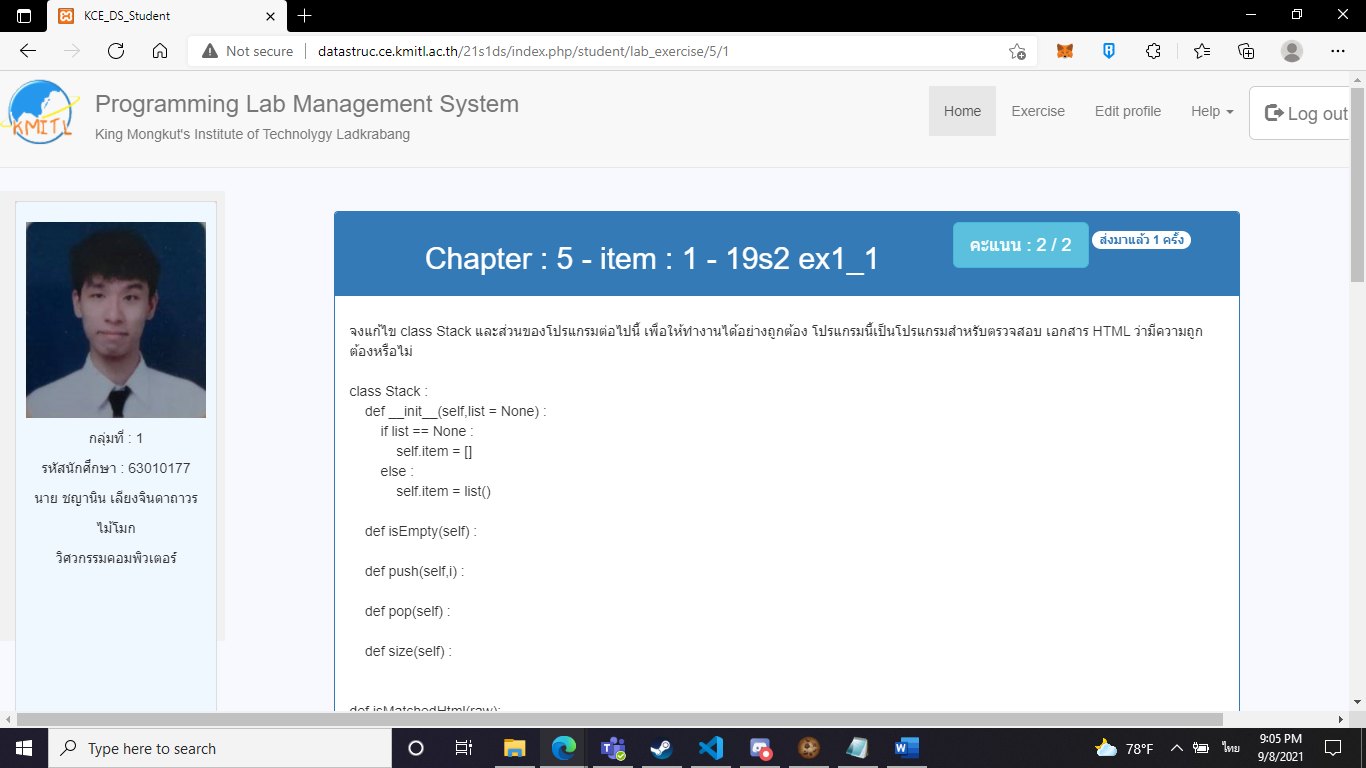 KCE_DS_Student
Not secure
datastruc.ce.kmitl.ac.th/21s1ds/index.php/student/lab_exercise/5/1
KMITL
Programming Lab Management System
King Mongkut's Institute of Technolygy Ladkrabang
Home
Exercise
Edit profile
Help
Log out
กลุ่มที่ : 1
รหัสนักศึกษา : 63010177
นาย ชญานิน เลียงจินดาถาวร
ไม้โมก
วิศวกรรมคอมพิวเตอร์
Chapter : 5 - item : 1 - 19s2 ex1_1
คะแนน : 2 / 2
ส่งมาแล้ว 1 ครั้ง
จงแก้ไข class Stack และส่วนของโปรแกรมต่อไปนี้ เพื่อให้ทำงานได้อย่างถูกต้อง โปรแกรมนี้เป็นโปรแกรมสำหรับตรวจสอบ เอกสาร HTML ว่ามีความถูก
ต้องหรือไม่
class Stack :
def __init__(self,list = None) :
if list == None :
self.item = []
else :
self.item = list()
def isEmpty(self) :
def push(self,i) :
def pop(self) :
def size(self) :
def isMatchedHtml(raw):
Type here to search
78°F
ไทย
9:05 PM
9/8/2021